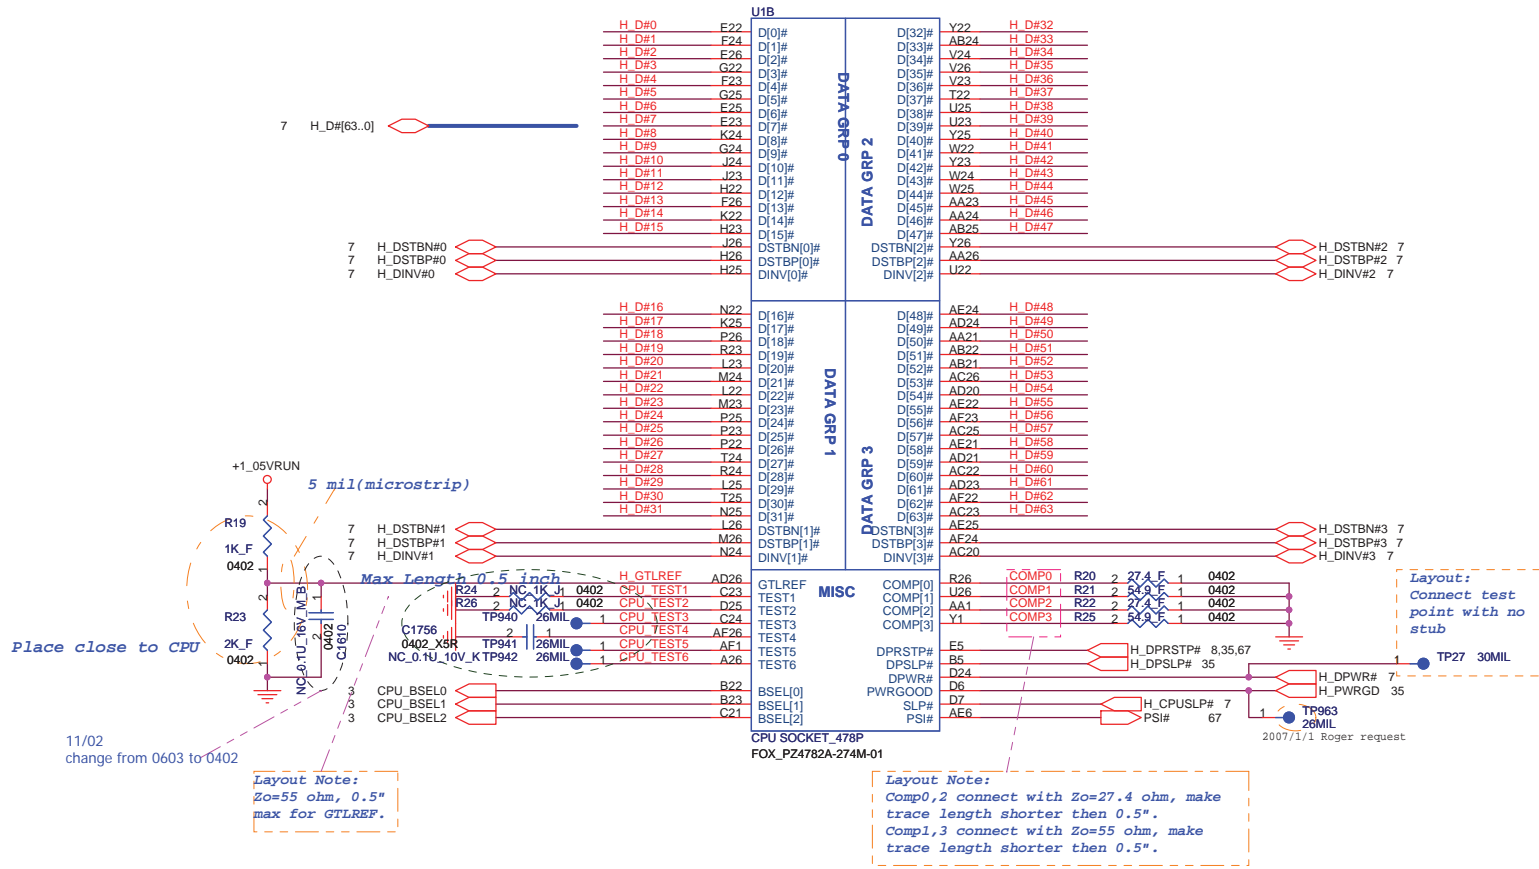 U1B
H_D#0 E22 D[0]# D[32]# Y22 H_D#32
H_D#1 F24 D[1]# D[33]# AB24 H_D#33
H_D#2 E26 D[2]# D[34]# V24 H_D#34
H_D#3 G22 D[3]# D[35]# V26 H_D#35
H_D#4 F23 D[4]# D[36]# V23 H_D#36
H_D#5 G25 D[5]# D[37]# T22 H_D#37
H_D#6 E25 D[6]# D[38]# U25 H_D#38
7 H_D#[63..0] H_D#7 E23 D[7]# D[39]# U23 H_D#39
H_D#8 K24 D[8]# D[40]# Y25 H_D#40
H_D#9 G24 D[9]# D[41]# W22 H_D#41
H_D#10 J24 D[10]# D[42]# Y23 H_D#42
H_D#11 J23 D[11]# D[43]# W24 H_D#43
H_D#12 H22 D[12]# D[44]# W25 H_D#44
H_D#13 F26 D[13]# D[45]# AA23 H_D#45
H_D#14 K22 D[14]# D[46]# AA24 H_D#46
H_D#15 H23 D[15]# D[47]# AB25 H_D#47
7 H_DSTBN#0 J26 DSTBN[0]# DSTBN[2]# Y26 H_DSTBN#2 7
7 H_DSTBP#0 H26 DSTBP[0]# DSTBP[2]# AA26 H_DSTBP#2 7
7 H_DINV#0 H25 DINV[0]# DINV[2]# U22 H_DINV#2 7
DATA GRP 0
DATA GRP 2
H_D#16 N22 D[16]# D[48]# AE24 H_D#48
H_D#17 K25 D[17]# D[49]# AD24 H_D#49
H_D#18 P26 D[18]# D[50]# AA21 H_D#50
H_D#19 R23 D[19]# D[51]# AB22 H_D#51
H_D#20 L23 D[20]# D[52]# AB21 H_D#52
H_D#21 M24 D[21]# D[53]# AC26 H_D#53
H_D#22 L22 D[22]# D[54]# AD20 H_D#54
H_D#23 M23 D[23]# D[55]# AE22 H_D#55
H_D#24 P25 D[24]# D[56]# AF23 H_D#56
H_D#25 P23 D[25]# D[57]# AC25 H_D#57
H_D#26 P22 D[26]# D[58]# AE21 H_D#58
H_D#27 T24 D[27]# D[59]# AD21 H_D#59
H_D#28 R24 D[28]# D[60]# AC22 H_D#60
H_D#29 L25 D[29]# D[61]# AD23 H_D#61
H_D#30 T25 D[30]# D[62]# AF22 H_D#62
H_D#31 N25 D[31]# D[63]# AC23 H_D#63
7 H_DSTBN#1 L26 DSTBN[1]# DSTBN[3]# AE25 H_DSTBN#3 7
7 H_DSTBP#1 M26 DSTBP[1]# DSTBP[3]# AF24 H_DSTBP#3 7
7 H_DINV#1 N24 DINV[1]# DINV[3]# AC20 H_DINV#3 7
DATA GRP 1
DATA GRP 3
+1_05VRUN
5 mil(microstrip)
2
R19
1K_F
0402 1
Max Length 0.5 inch
2
R23
2K_F
0402 1
Place close to CPU
1
2
NC_0.1U_16V_M_B
0402
C1610
MISC
H_GTLREF AD26 GTLREF COMP[0] R26 COMP0 R20 2 27.4_F 1 0402
R24 2 NC_1K_J 1 0402 CPU_TEST1 C23 TEST1 COMP[1] U26 COMP1 R21 2 54.9_F 1 0402
R26 2 NC_1K_J 1 0402 CPU_TEST2 D25 TEST2 COMP[2] AA1 COMP2 R22 2 27.4_F 1 0402
TP940 26MIL 1 CPU_TEST3 C24 TEST3 COMP[3] Y1 COMP3 R25 2 54.9_F 1 0402
C1756 2 1 CPU_TEST4 AF26 TEST4
0402_X5R
NC_0.1U_10V_K
TP941 26MIL 1 CPU_TEST5 AF1 TEST5 DPRSTP# E5 H_DPRSTP# 8,35,67
TP942 26MIL 1 CPU_TEST6 A26 TEST6 DPSLP# B5 H_DPSLP# 35
DPWR# D24 H_DPWR# 7
3 CPU_BSEL0 B22 BSEL[0] PWRGOOD D6 H_PWRGD 35
3 CPU_BSEL1 B23 BSEL[1] SLP# D7 H_CPUSLP# 7
3 CPU_BSEL2 C21 BSEL[2] PSI# AE6 PSI# 67
CPU SOCKET_478P
FOX_PZ4782A-274M-01
Layout:
Connect test
point with no
stub
1 TP27 30MIL
1 TP963
26MIL
2007/1/1 Roger request
11/02
change from 0603 to 0402
Layout Note:
Zo=55 ohm, 0.5"
max for GTLREF.
Layout Note:
Comp0,2 connect with Zo=27.4 ohm, make
trace length shorter then 0.5".
Comp1,3 connect with Zo=55 ohm, make
trace length shorter then 0.5".